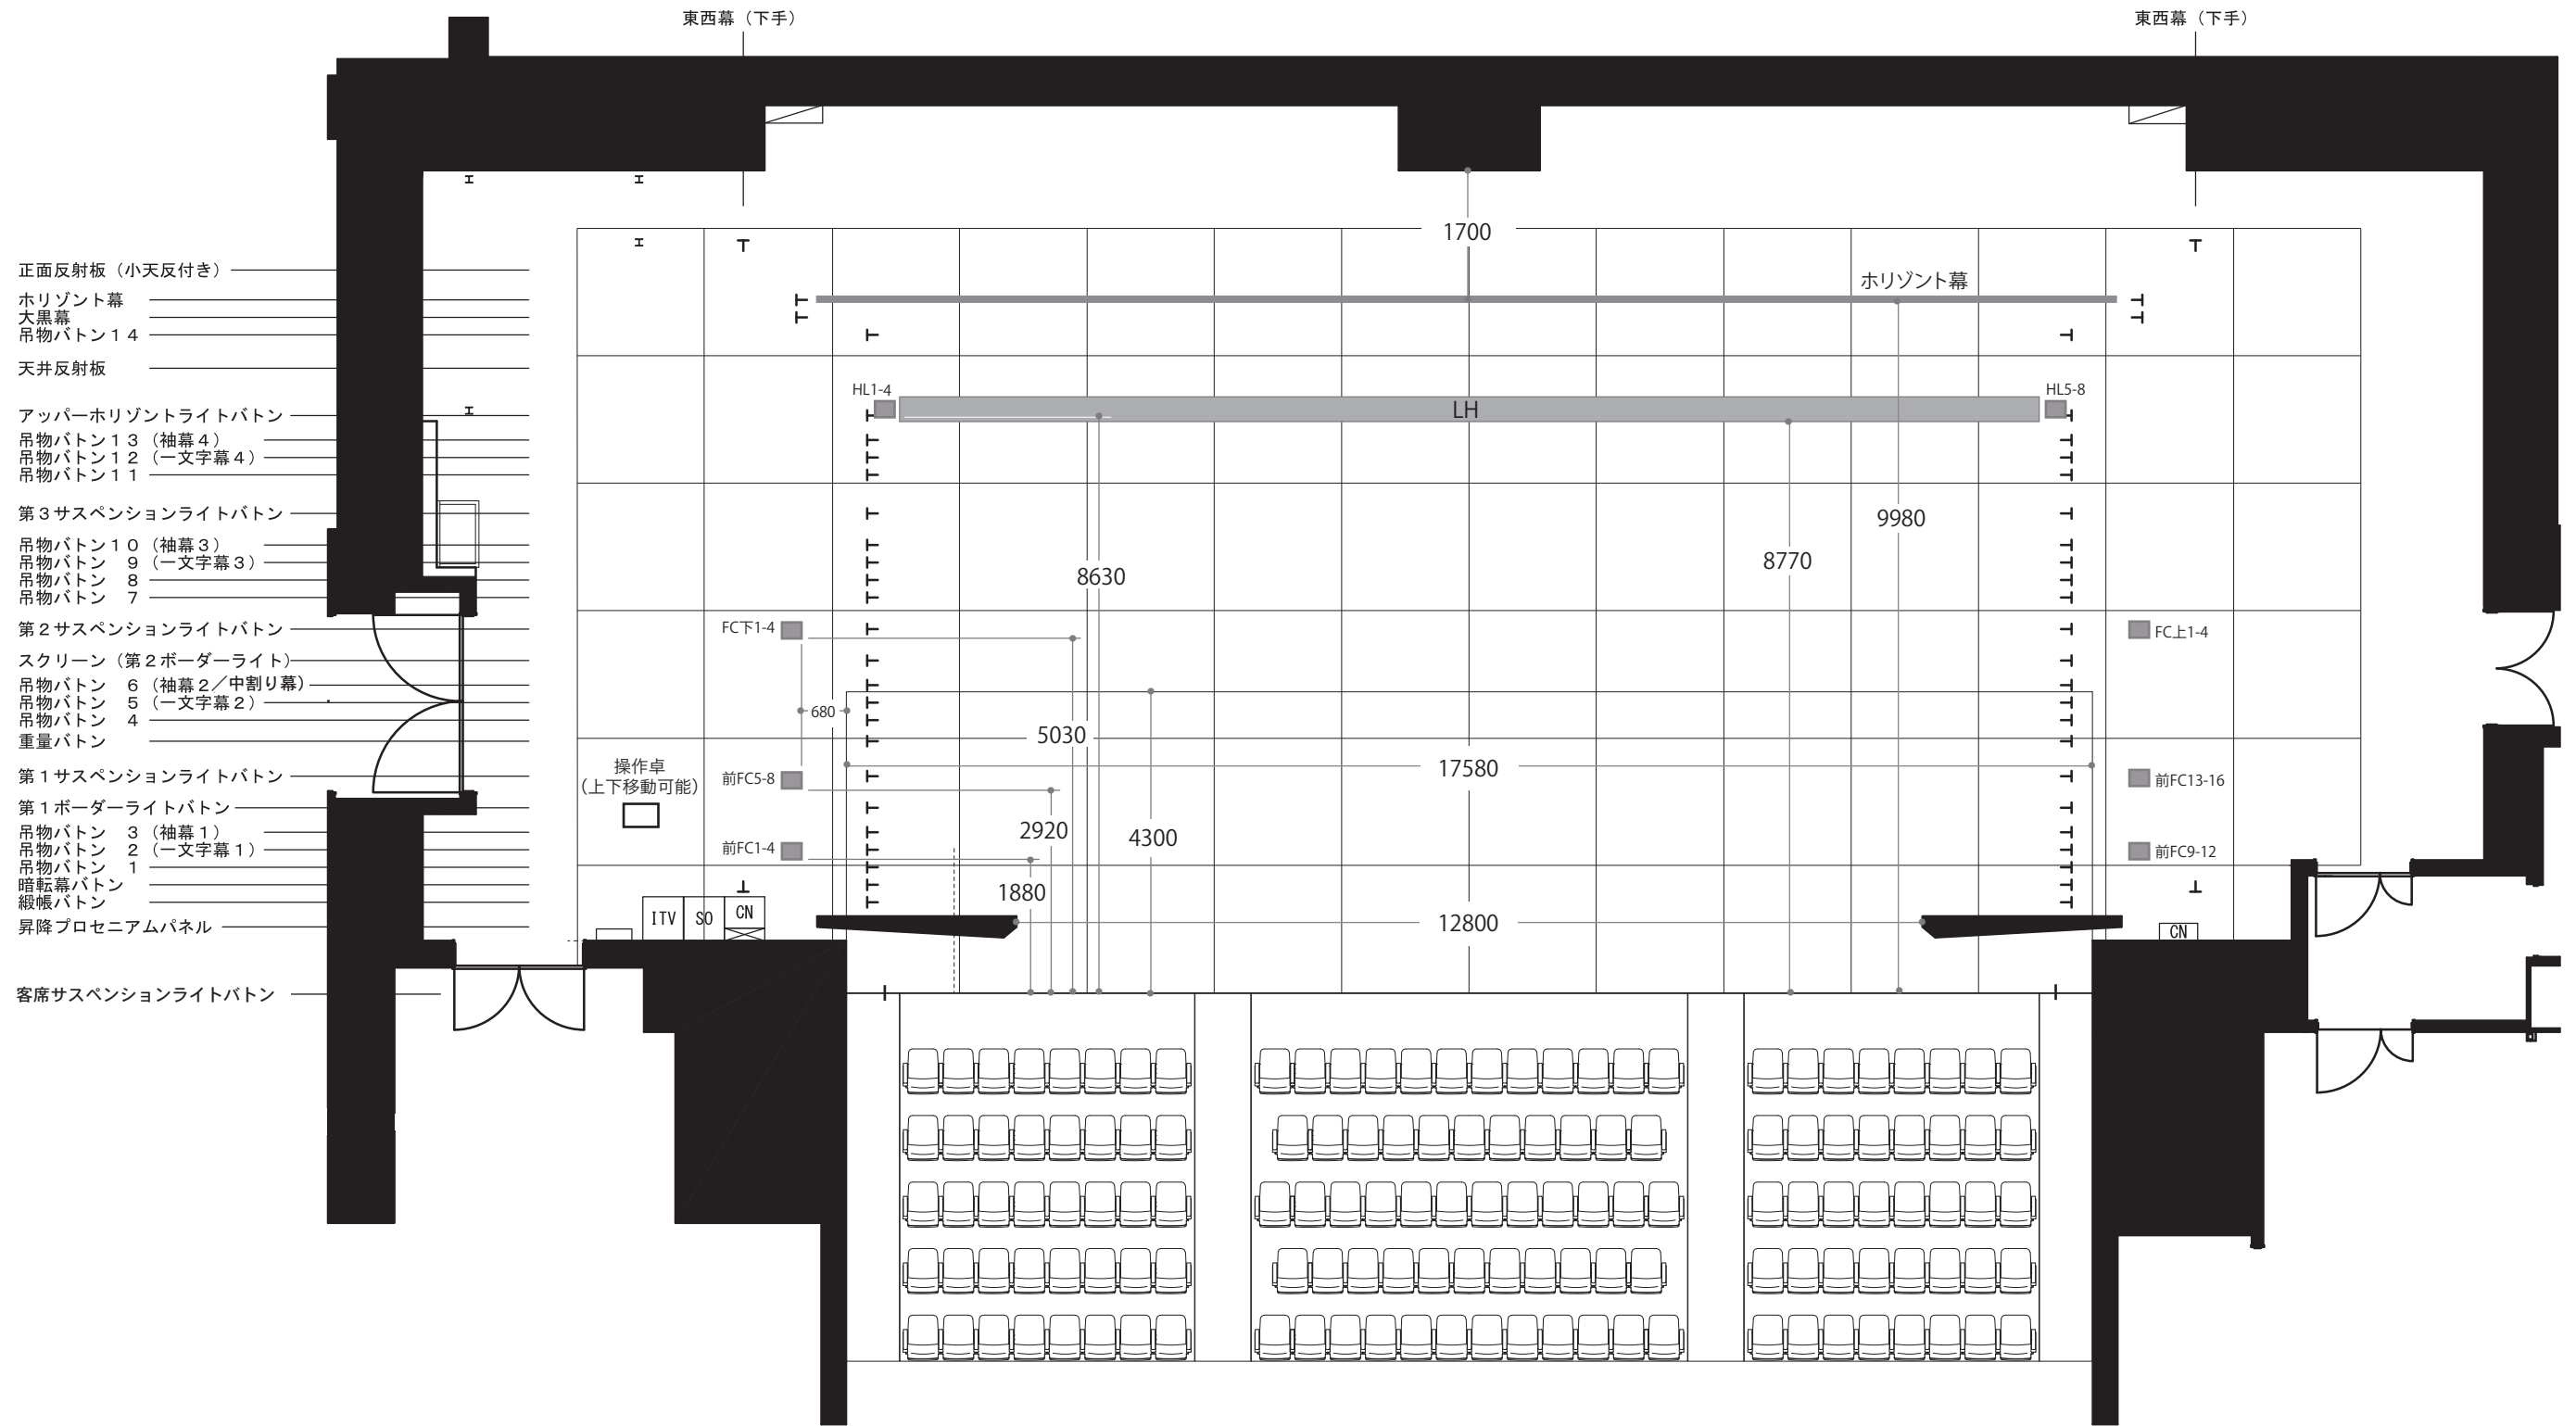 東西幕（下手）
東西幕（下手）
1700
正面反射板（小天反付き）
ホリゾント幕
ホリゾント幕
大黒幕
吊物バトン１４
天井反射板
HL1-4
LH
HL5-8
アッパーホリゾントライトバトン
吊物バトン１３（袖幕４）
吊物バトン１２（一文字幕４）
吊物バトン１１
第３サスペンションライトバトン
9980
吊物バトン１０（袖幕３）
吊物バトン　９（一文字幕３）
8770
吊物バトン　８
8630
吊物バトン　７
第２サスペンションライトバトン
FC下1-4
FC上1-4
スクリーン（第２ボーダーライト）
吊物バトン　６（袖幕２／中割り幕）
吊物バトン　５（一文字幕２）
680
吊物バトン　４
重量バトン
5030
操作卓
（上下移動可能）
17580
第１サスペンションライトバトン
前FC5-8
前FC13-16
第１ボーダーライトバトン
吊物バトン　３（袖幕１）
2920
4300
吊物バトン　２（一文字幕１）
前FC1-4
前FC9-12
吊物バトン　１
暗転幕バトン
1880
緞帳バトン
ITV
SO
CN
12800
昇降プロセニアムパネル
CN
客席サスペンションライトバトン